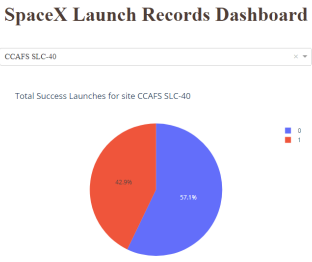 SpaceX Launch Records Dashboard
CCAFS SLC-40
Total Success Launches for site CCAFS SLC-40
0
1
42.9%
57.1%